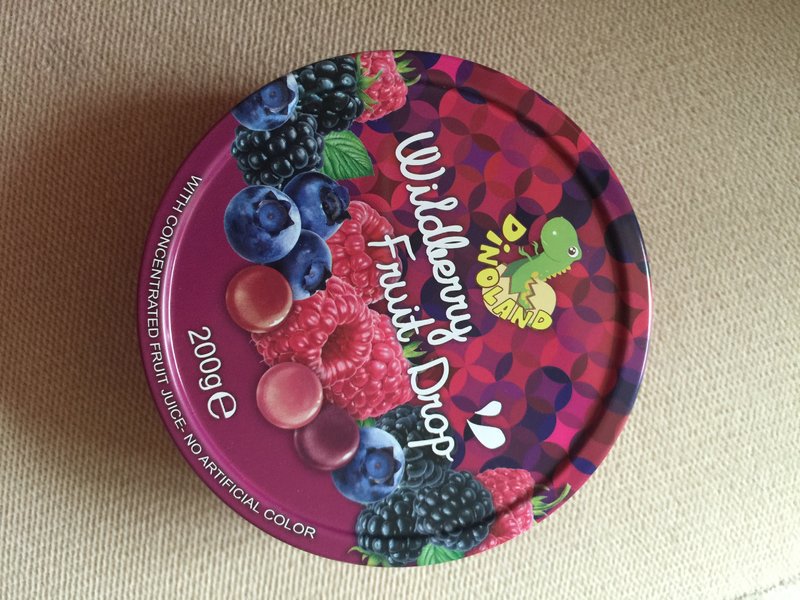 DINOLAND
Wildberry
Fruit Drop
200g℮
WITH CONCENTRATED FRUIT JUICE- NO ARTIFICIAL COLOR